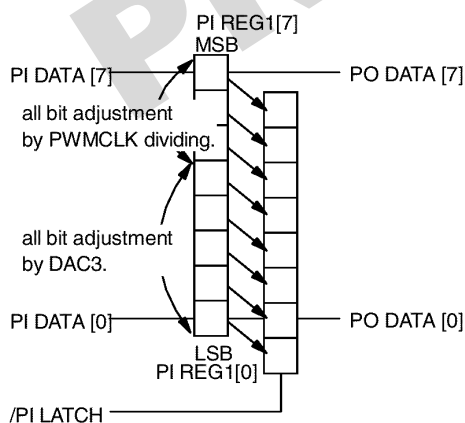 PI REG1[7]
MSB
PI DATA [7]
PO DATA [7]
all bit adjustment
by PWMCLK dividing.
all bit adjustment
by DAC3.
PI DATA [0]
PO DATA [0]
LSB
PI REG1[0]
/PI LATCH